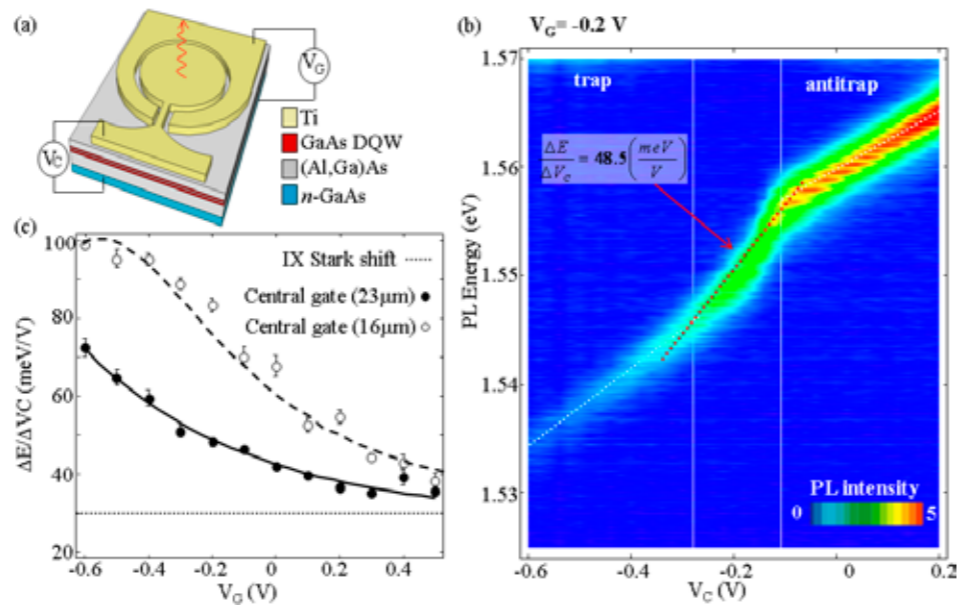 (a)
V_G
V_C
Ti
GaAs DQW
(Al,Ga)As
n-GaAs
(b) V_G= -0.2 V
trap antitrap
ΔE/ΔV_C = 48.5 (meV/V)
1.57
1.56
1.55
1.54
1.53
PL Energy (eV)
PL intensity
0 5
-0.6 -0.4 -0.2 0 0.2
V_C (V)
(c)
100
80
60
40
20
ΔE/ΔVC (meV/V)
IX Stark shift
Central gate (23μm)
Central gate (16μm)
-0.6 -0.4 -0.2 0.0 0.2 0.4
V_G (V)